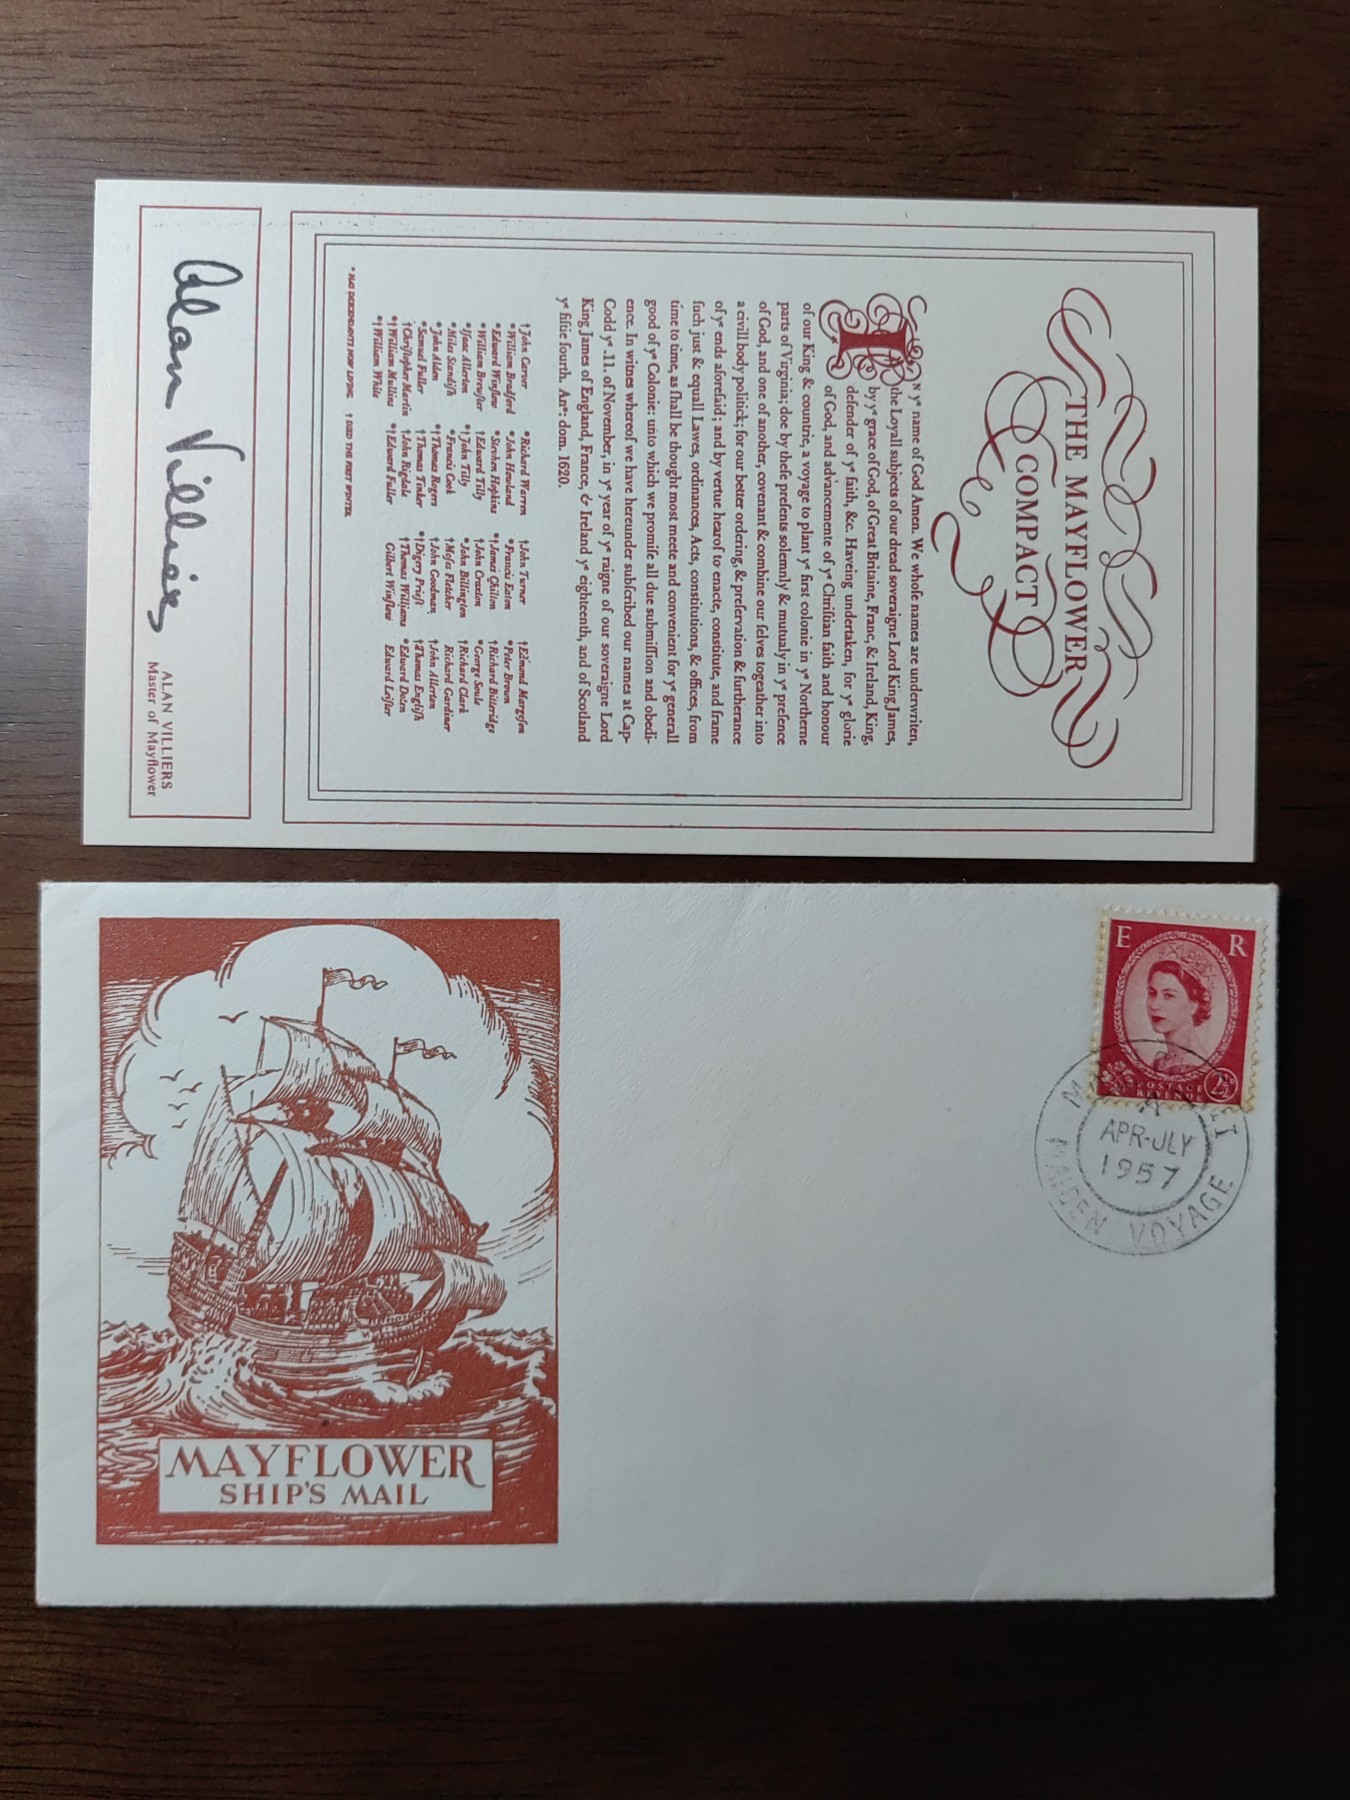 THE MAYFLOWER
COMPACT
IN yᵉ name of God Amen. We whoſe names are underwriten,
the Loyall subjects of our dread soveraigne Lord King James,
by yᵉ grace of God, of Great Britaine, Franc, & Ireland, King,
defender of yᵉ faith, &c. Haveing undertaken, for yᵉ glorie
of God, and advancemente of yᵉ Chriſtian faith and honour
of our King & countrie, a voyage to plant yᵉ first colonie in yᵉ Northerne
parts of Virginia; doe by theſe preſents solemnly & mutualy in yᵉ preſence
of God, and one of another, covenant & combine our ſelves togeather into
a civill body politick; for our better ordering, & preſervation & furtherance
of yᵉ ends aforeſaid; and by vertue hearof to enacte, constitute, and frame
ſuch just & equall Lawes, ordinances, Acts, constitutions, & offices, from
time to time, as ſhall be thought most meete and convenient for yᵉ generall
good of yᵉ Colonie: unto which we promiſe all due submiſſion and obedi-
ence. In witnes whereof we have hereunder subſcribed our names at Cap-
Codd yᵉ .11. of November, in yᵉ year of yᵉ raigne of our soveraigne Lord
King James of England, France, & Ireland yᵉ eighteenth, and of Scotland
yᵉ fiftie fourth. Anᵒ: dom. 1620.
† John Carver * Richard Warren † John Turner † Edmond Margeſon
* William Bradford * John Howland * Francis Eaton * Peter Brown
* Edward Winſlow * Stephen Hopkins *† James Chilton † Richard Bitteridge
* William Brewſter † Edward Tilly † John Craxton * George Soule
* Iſaac Allerton *† John Tilly * John Billington † Richard Clark
* Miles Standiſh * Francis Cook † Moſes Fletcher Richard Gardiner
* John Alden *† Thomas Rogers † John Goodman † John Allerton
* Samuel Fuller † Thomas Tinker *† Degory Prieſt † Thomas Engliſh
† Chriſtopher Martin † John Rigdale † Thomas Williams * Edward Doten
*† William Mullins *† Edward Fuller Gilbert Winſlow Edward Leiſter
*† William White
* HAS DESCENDANTS NOW LIVING † DIED THE FIRST WINTER
Alan Villiers
ALAN VILLIERS
Master of Mayflower
E R
POSTAGE
REVENUE
2½ᴰ
APR-JLY
1957
MAIDEN VOYAGE
MAYFLOWER
SHIP'S MAIL